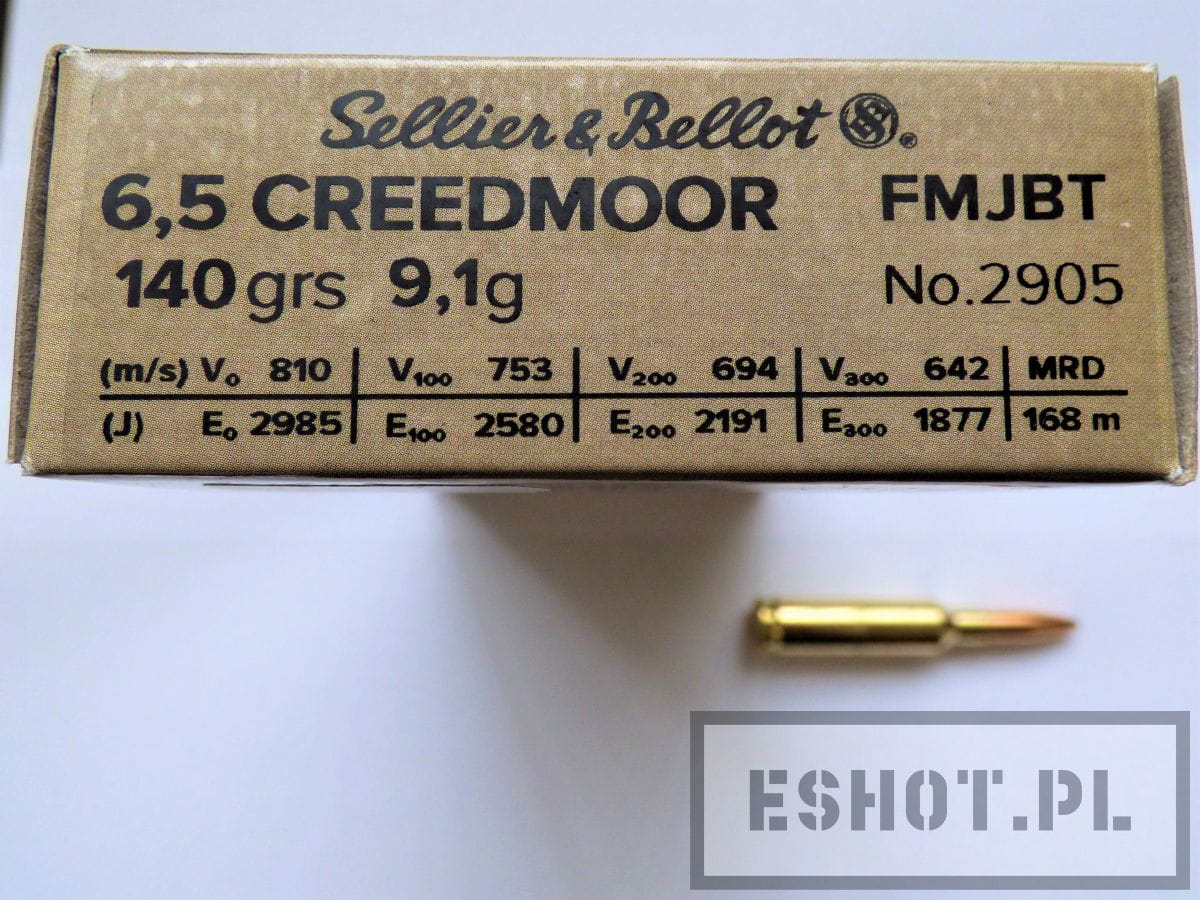 Sellier & Bellot S&B®
6,5 CREEDMOOR FMJBT
140 grs 9,1g No.2905
(m/s) V₀ 810 V₁₀₀ 753 V₂₀₀ 694 V₃₀₀ 642 MRD
(J) E₀ 2985 E₁₀₀ 2580 E₂₀₀ 2191 E₃₀₀ 1877 168 m
ESHOT.PL